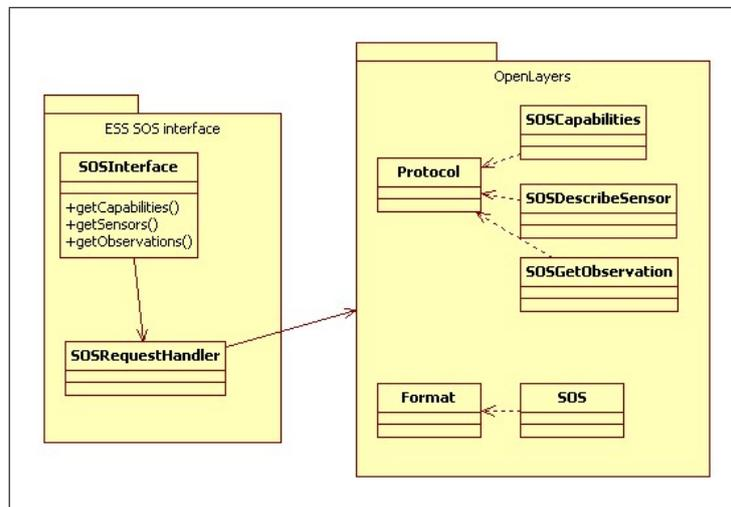 ESS SOS interface
SOSInterface
+getCapabilities()
+getSensors()
+getObservations()
SOSRequestHandler
OpenLayers
SOSCapabilities
Protocol
SOSDescribeSensor
SOSGetObservation
Format
SOS